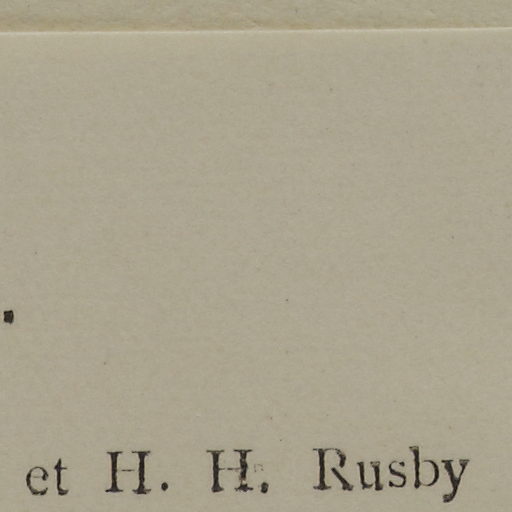 .
et H. H. Rusby